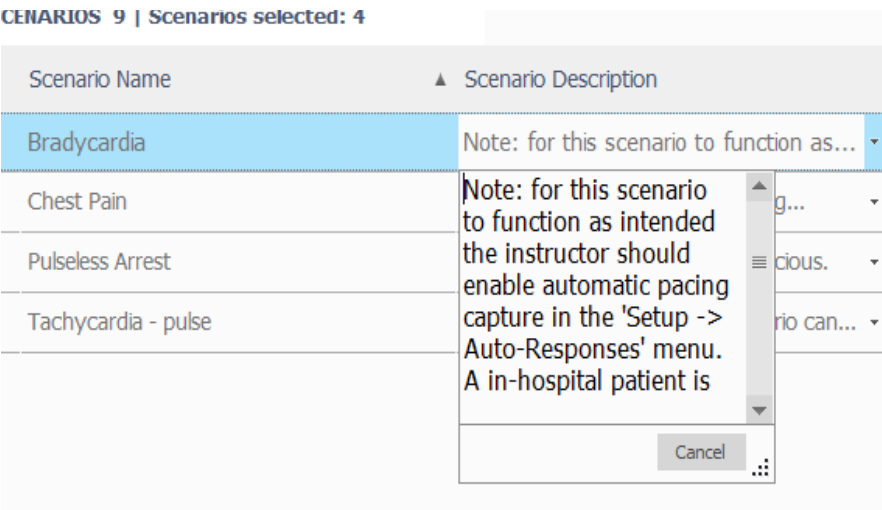 CENARIOS 9 | Scenarios selected: 4
Scenario Name ▲ Scenario Description
Bradycardia Note: for this scenario to function as...
Note: for this scenario
to function as intended
the instructor should
enable automatic pacing
capture in the 'Setup ->
Auto-Responses' menu.
A in-hospital patient is
Cancel
Chest Pain g...
Pulseless Arrest cious.
Tachycardia - pulse rio can...